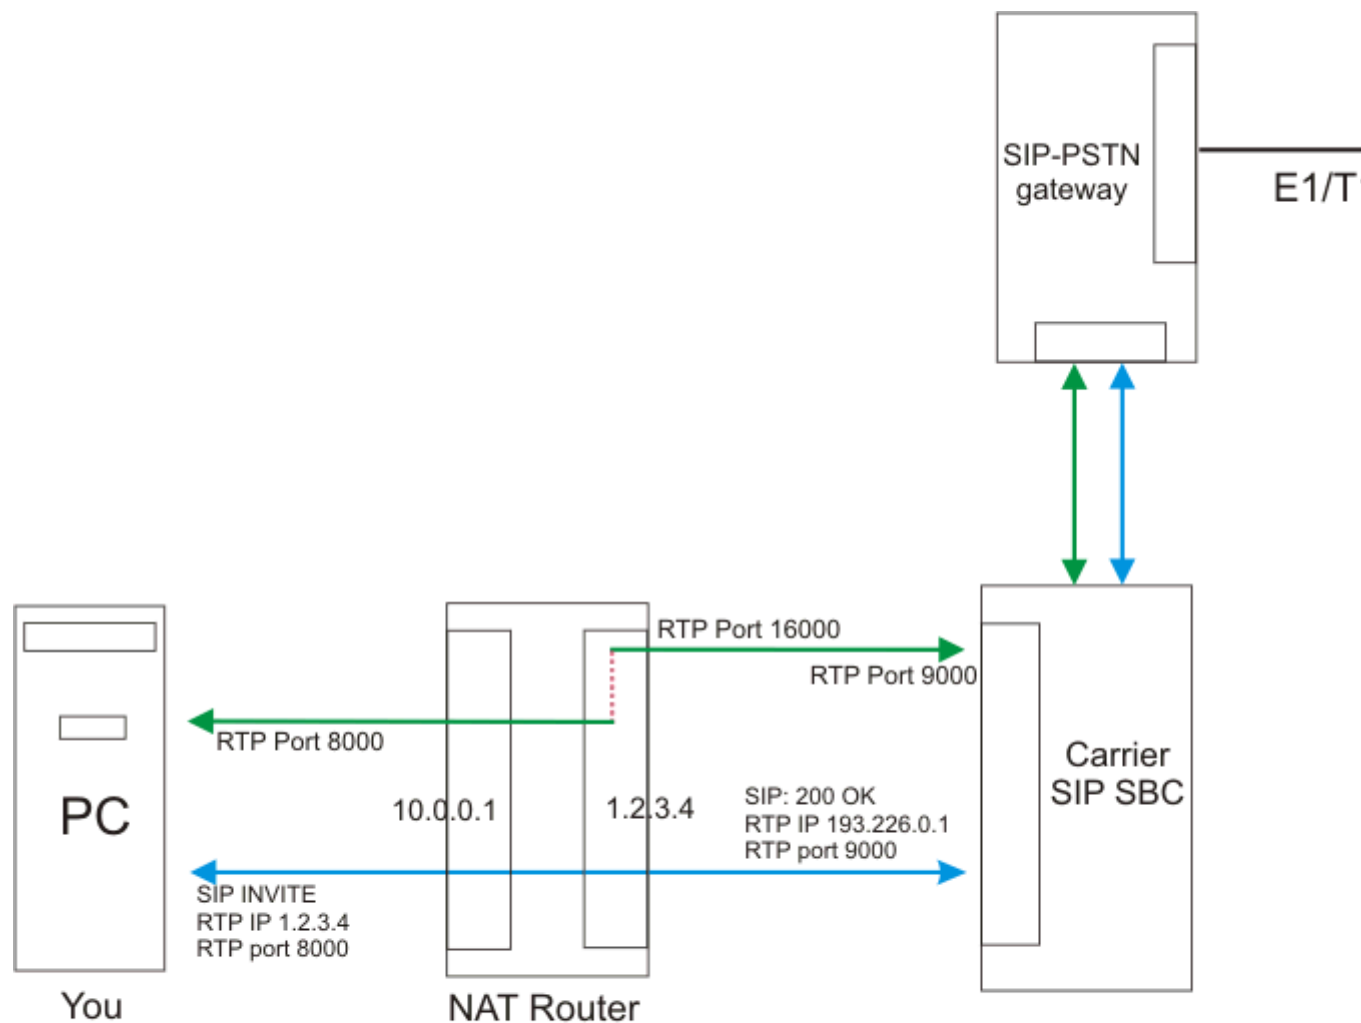 SIP-PSTN
gateway
E1/T
RTP Port 16000
RTP Port 9000
RTP Port 8000
PC
10.0.0.1
1.2.3.4
SIP: 200 OK
RTP IP 193.226.0.1
RTP port 9000
Carrier
SIP SBC
SIP INVITE
RTP IP 1.2.3.4
RTP port 8000
You
NAT Router